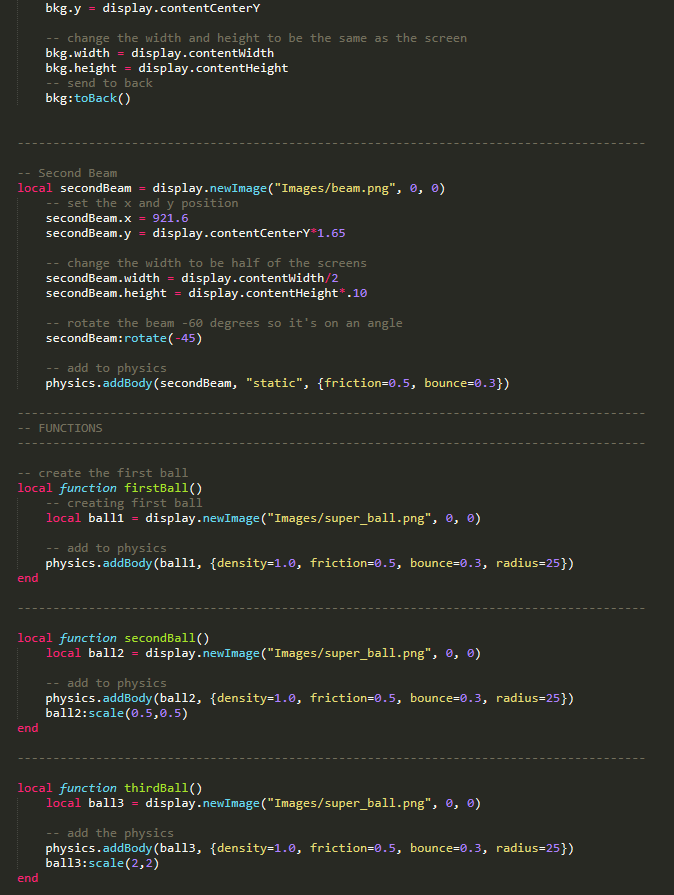 bkg.y = display.contentCenterY
-- change the width and height to be the same as the screen
bkg.width = display.contentWidth
bkg.height = display.contentHeight
-- send to back
bkg:toBack()
-----------------------------------------------------------------------------------------
-- Second Beam
local secondBeam = display.newImage("Images/beam.png", 0, 0)
-- set the x and y position
secondBeam.x = 921.6
secondBeam.y = display.contentCenterY*1.65
-- change the width to be half of the screens
secondBeam.width = display.contentWidth/2
secondBeam.height = display.contentHeight*.10
-- rotate the beam -60 degrees so it's on an angle
secondBeam:rotate(-45)
-- add to physics
physics.addBody(secondBeam, "static", {friction=0.5, bounce=0.3})
-----------------------------------------------------------------------------------------
-- FUNCTIONS
-----------------------------------------------------------------------------------------
-- create the first ball
local function firstBall()
-- creating first ball
local ball1 = display.newImage("Images/super_ball.png", 0, 0)
-- add to physics
physics.addBody(ball1, {density=1.0, friction=0.5, bounce=0.3, radius=25})
end
-----------------------------------------------------------------------------------------
local function secondBall()
local ball2 = display.newImage("Images/super_ball.png", 0, 0)
-- add to physics
physics.addBody(ball2, {density=1.0, friction=0.5, bounce=0.3, radius=25})
ball2:scale(0.5,0.5)
end
-----------------------------------------------------------------------------------------
local function thirdBall()
local ball3 = display.newImage("Images/super_ball.png", 0, 0)
-- add the physics
physics.addBody(ball3, {density=1.0, friction=0.5, bounce=0.3, radius=25})
ball3:scale(2,2)
end